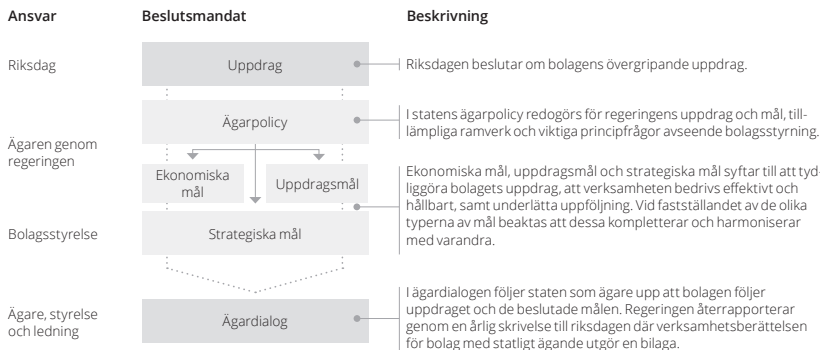 Ansvar
Beslutsmandat
Beskrivning
Riksdag
Uppdrag
Riksdagen beslutar om bolagens övergripande uppdrag.
Ägaren genom
regeringen
Ägarpolicy
I statens ägarpolicy redogörs för regeringens uppdrag och mål, till-
lämpliga ramverk och viktiga principfrågor avseende bolagsstyrning.
Ekonomiska
mål
Uppdragsmål
Ekonomiska mål, uppdragsmål och strategiska mål syftar till att tyd-
liggöra bolagets uppdrag, att verksamheten bedrivs effektivt och
hållbart, samt underlätta uppföljning. Vid fastställandet av de olika
typerna av mål beaktas att dessa kompletterar och harmoniserar
med varandra.
Bolagsstyrelse
Strategiska mål
Ägare, styrelse
och ledning
Ägardialog
I ägardialogen följer staten som ägare upp att bolagen följer
uppdraget och de beslutade målen. Regeringen återrapporterar
genom en årlig skrivelse till riksdagen där verksamhetsberättelsen
för bolag med statligt ägande utgör en bilaga.